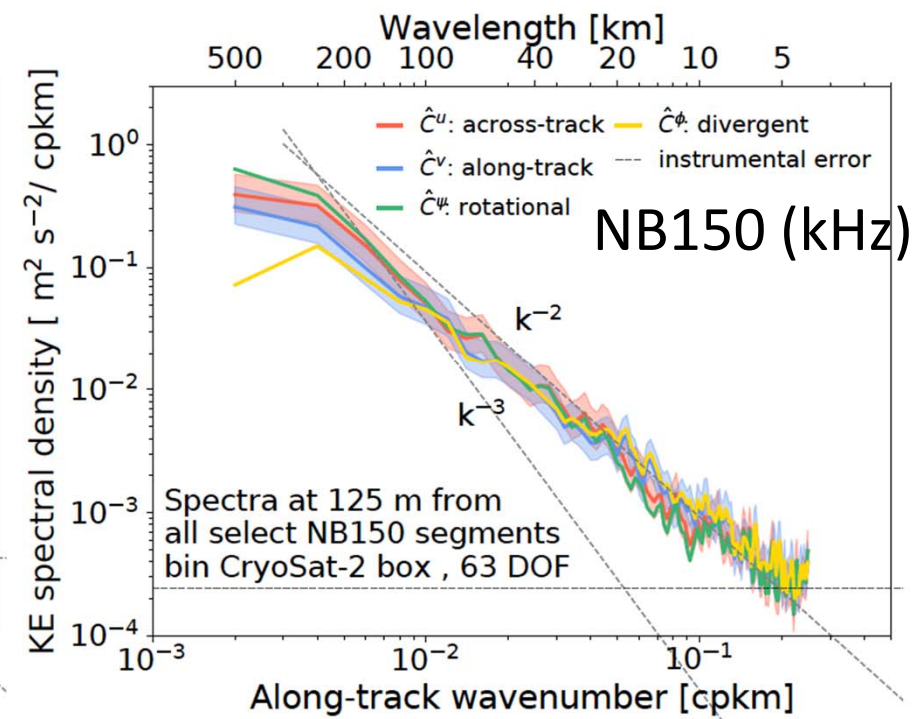 Wavelength [km]
500 200 100 40 20 10 5
10⁰
10⁻¹
10⁻²
10⁻³
10⁻⁴
KE spectral density [ m² s⁻²/ cpkm]
Ĉᵘ: across-track
Ĉᵛ: along-track
Ĉᵠ: rotational
Ĉᶲ: divergent
instrumental error
NB150 (kHz)
k⁻²
k⁻³
Spectra at 125 m from
all select NB150 segments
bin CryoSat-2 box , 63 DOF
10⁻³ 10⁻² 10⁻¹
Along-track wavenumber [cpkm]